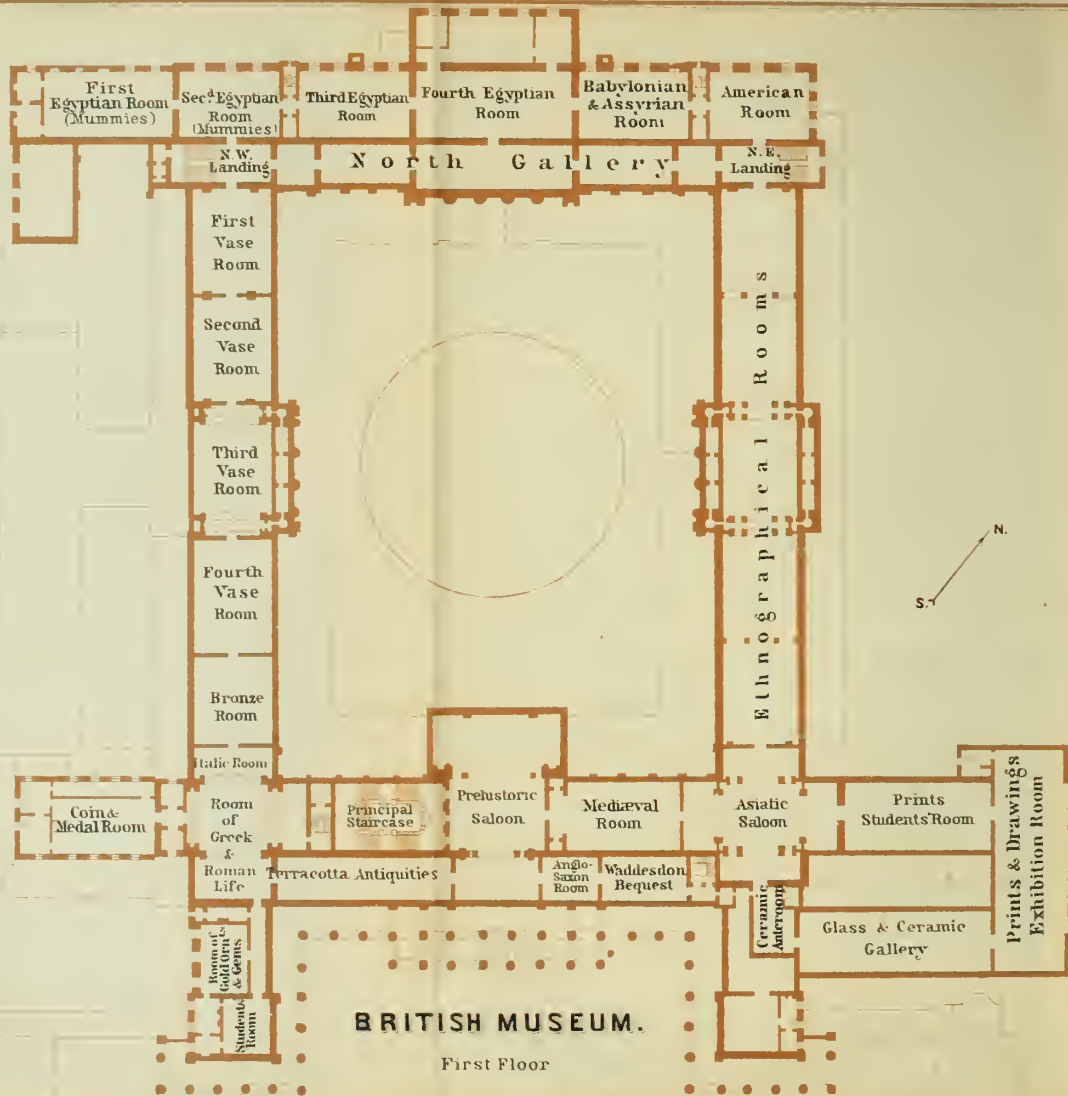 First
Egyptian Room
(Mummies)
Sec.d Egyptian
Room
(Mummies)
Third Egyptian
Room
Fourth Egyptian
Room
Babylonian
& Assyrian
Room
American
Room
N.W.
Landing
North Gallery
N.E.
Landing
First
Vase
Room
Second
Vase
Room
Third
Vase
Room
Fourth
Vase
Room
Bronze
Room
Italic Room
Ethnographical Rooms
N.
S.
Coin &
Medal Room
Room
of
Greek
&
Roman
Life
Principal
Staircase
Prehistoric
Saloon
Mediæval
Room
Asiatic
Saloon
Prints
Students' Room
Prints & Drawings
Exhibition Room
Terracotta Antiquities
Anglo-
Saxon
Room
Waddesdon
Bequest
Ceramic
Anteroom
Glass & Ceramic
Gallery
Room of
Gold Ornts
& Gems
Students
Room
BRITISH MUSEUM.
First Floor